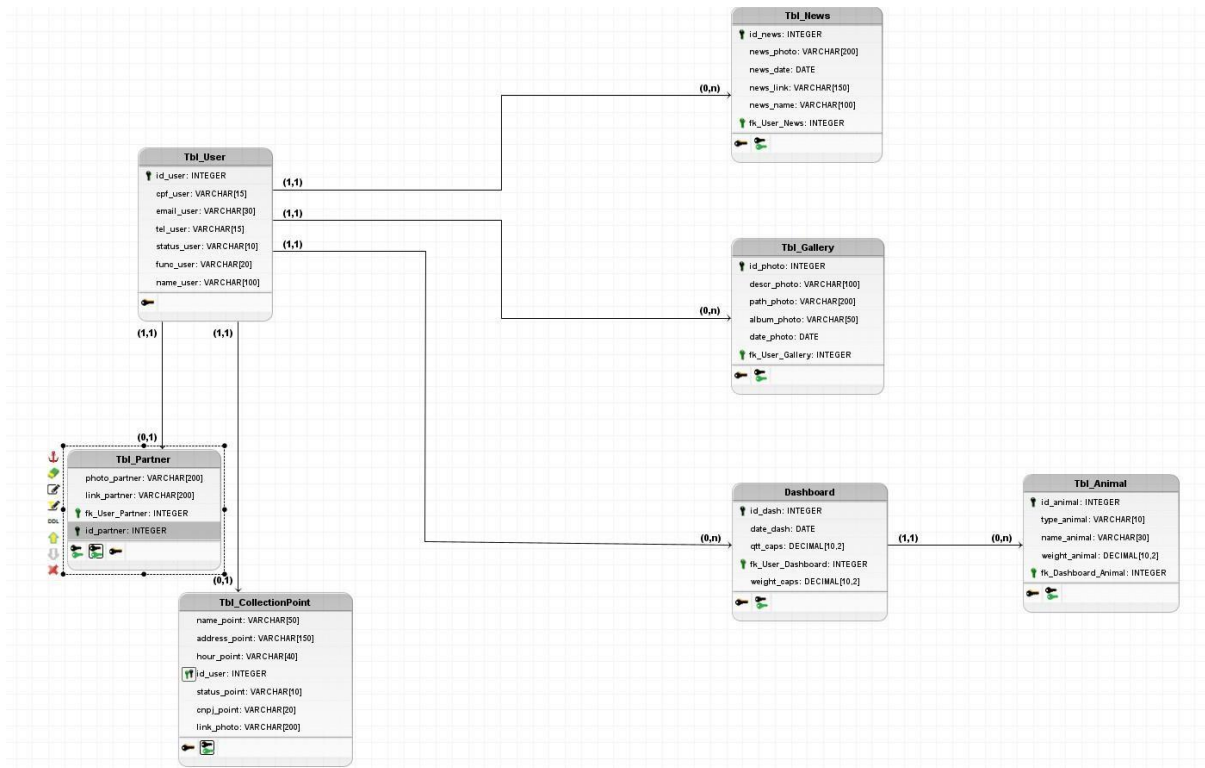 Tbl_News
id_news: INTEGER
news_photo: VARCHAR[200]
news_date: DATE
news_link: VARCHAR[150]
news_name: VARCHAR[100]
fk_User_News: INTEGER
(0,n)
Tbl_User
id_user: INTEGER
cpf_user: VARCHAR[15]
email_user: VARCHAR[30]
tel_user: VARCHAR[15]
status_user: VARCHAR[10]
func_user: VARCHAR[20]
name_user: VARCHAR[100]
(1,1)
(1,1)
(1,1)
(1,1)
(1,1)
Tbl_Gallery
id_photo: INTEGER
descr_photo: VARCHAR[100]
path_photo: VARCHAR[200]
album_photo: VARCHAR[50]
date_photo: DATE
fk_User_Gallery: INTEGER
(0,n)
(0,1)
Tbl_Partner
photo_partner: VARCHAR[200]
link_partner: VARCHAR[200]
fk_User_Partner: INTEGER
id_partner: INTEGER
DDL
(0,1)
Tbl_CollectionPoint
name_point: VARCHAR[50]
address_point: VARCHAR[150]
hour_point: VARCHAR[40]
id_user: INTEGER
status_point: VARCHAR[10]
cnpj_point: VARCHAR[20]
link_photo: VARCHAR[200]
(0,n)
Dashboard
id_dash: INTEGER
date_dash: DATE
qtt_caps: DECIMAL[10,2]
fk_User_Dashboard: INTEGER
weight_caps: DECIMAL[10,2]
(1,1)
(0,n)
Tbl_Animal
id_animal: INTEGER
type_animal: VARCHAR[10]
name_animal: VARCHAR[30]
weight_animal: DECIMAL[10,2]
fk_Dashboard_Animal: INTEGER